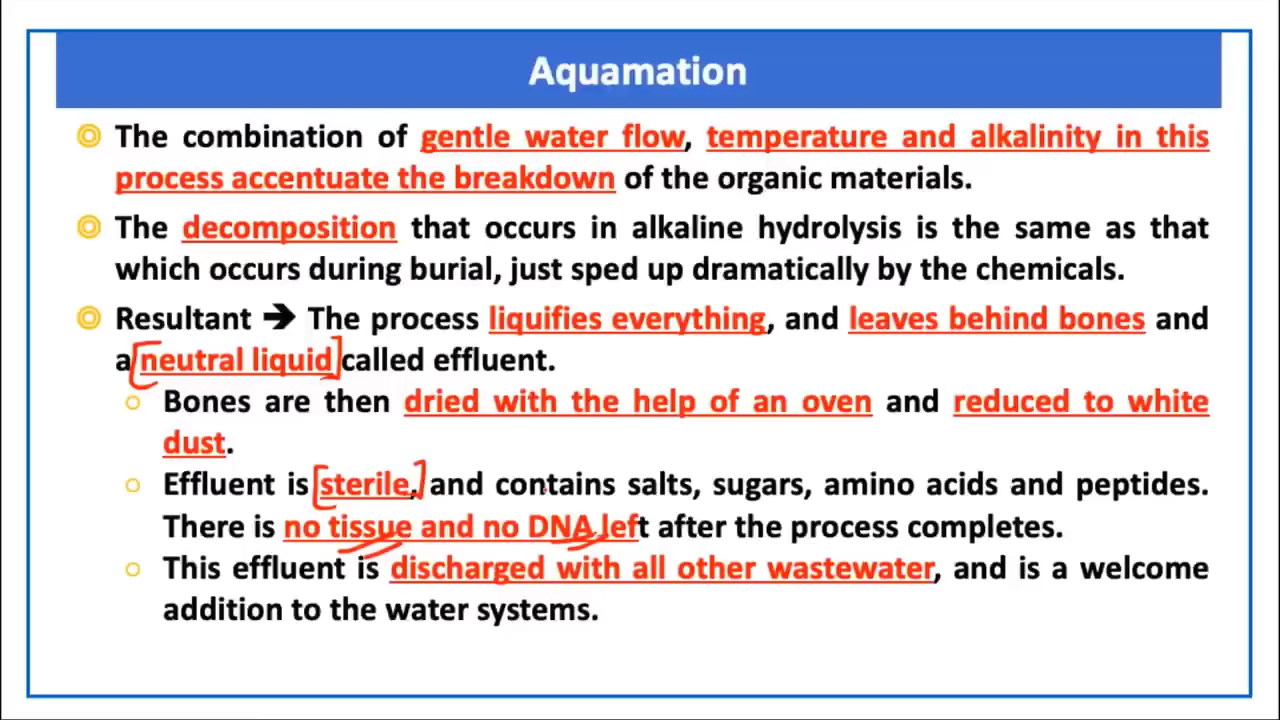 Aquamation
The combination of gentle water flow, temperature and alkalinity in this
process accentuate the breakdown of the organic materials.
The decomposition that occurs in alkaline hydrolysis is the same as that
which occurs during burial, just sped up dramatically by the chemicals.
Resultant ➔ The process liquifies everything, and leaves behind bones and
a neutral liquid called effluent.
Bones are then dried with the help of an oven and reduced to white
dust.
Effluent is sterile, and contains salts, sugars, amino acids and peptides.
There is no tissue and no DNA left after the process completes.
This effluent is discharged with all other wastewater, and is a welcome
addition to the water systems.